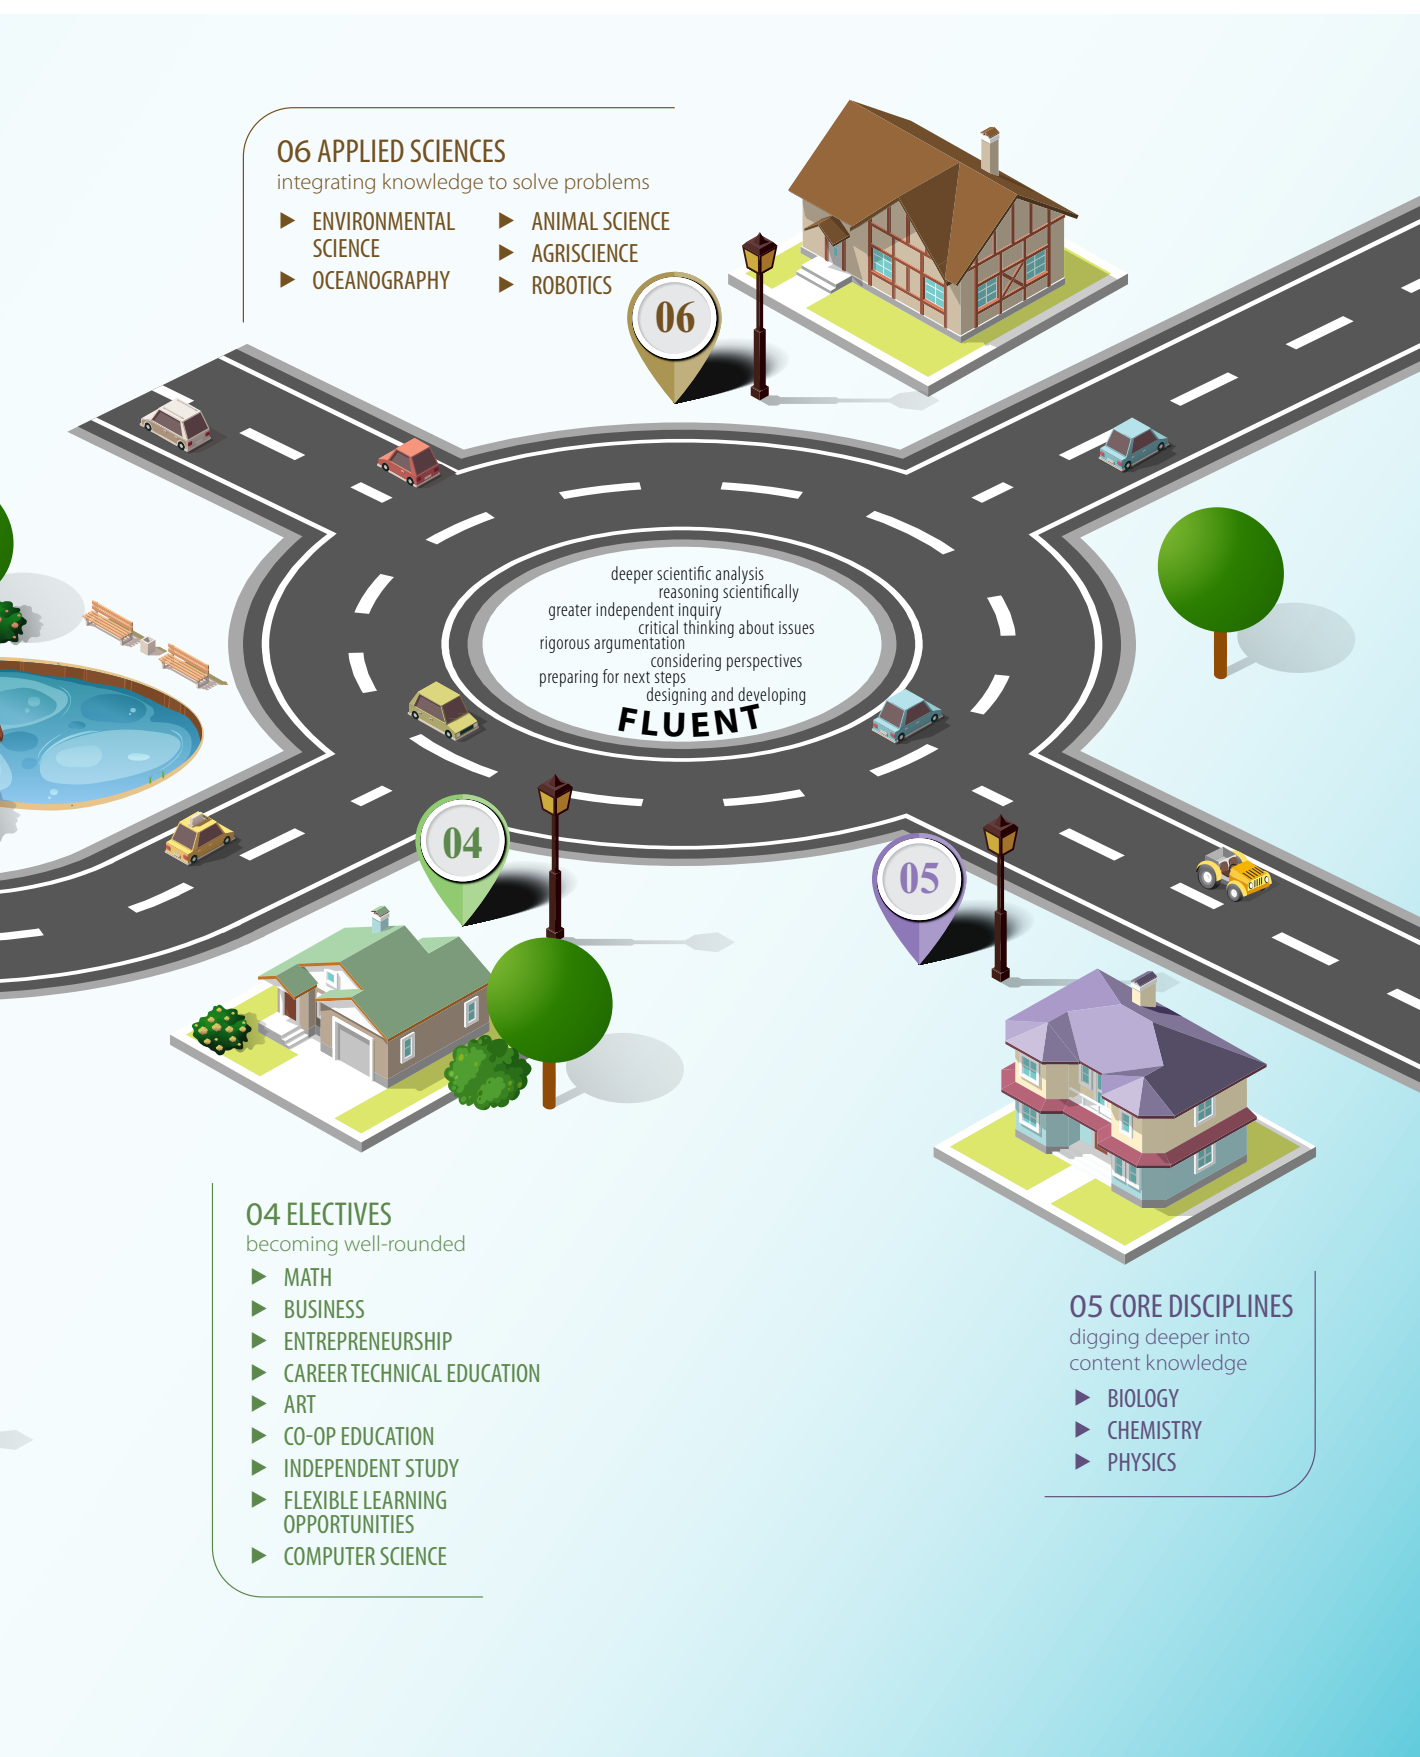 06 APPLIED SCIENCES
integrating knowledge to solve problems
ENVIRONMENTAL
SCIENCE
OCEANOGRAPHY
ANIMAL SCIENCE
AGRISCIENCE
ROBOTICS
06
deeper scientific analysis
reasoning scientifically
greater independent inquiry
critical thinking about issues
rigorous argumentation
considering perspectives
preparing for next steps
designing and developing
FLUENT
04
05
04 ELECTIVES
becoming well-rounded
MATH
BUSINESS
ENTREPRENEURSHIP
CAREER TECHNICAL EDUCATION
ART
CO-OP EDUCATION
INDEPENDENT STUDY
FLEXIBLE LEARNING
OPPORTUNITIES
COMPUTER SCIENCE
05 CORE DISCIPLINES
digging deeper into
content knowledge
BIOLOGY
CHEMISTRY
PHYSICS